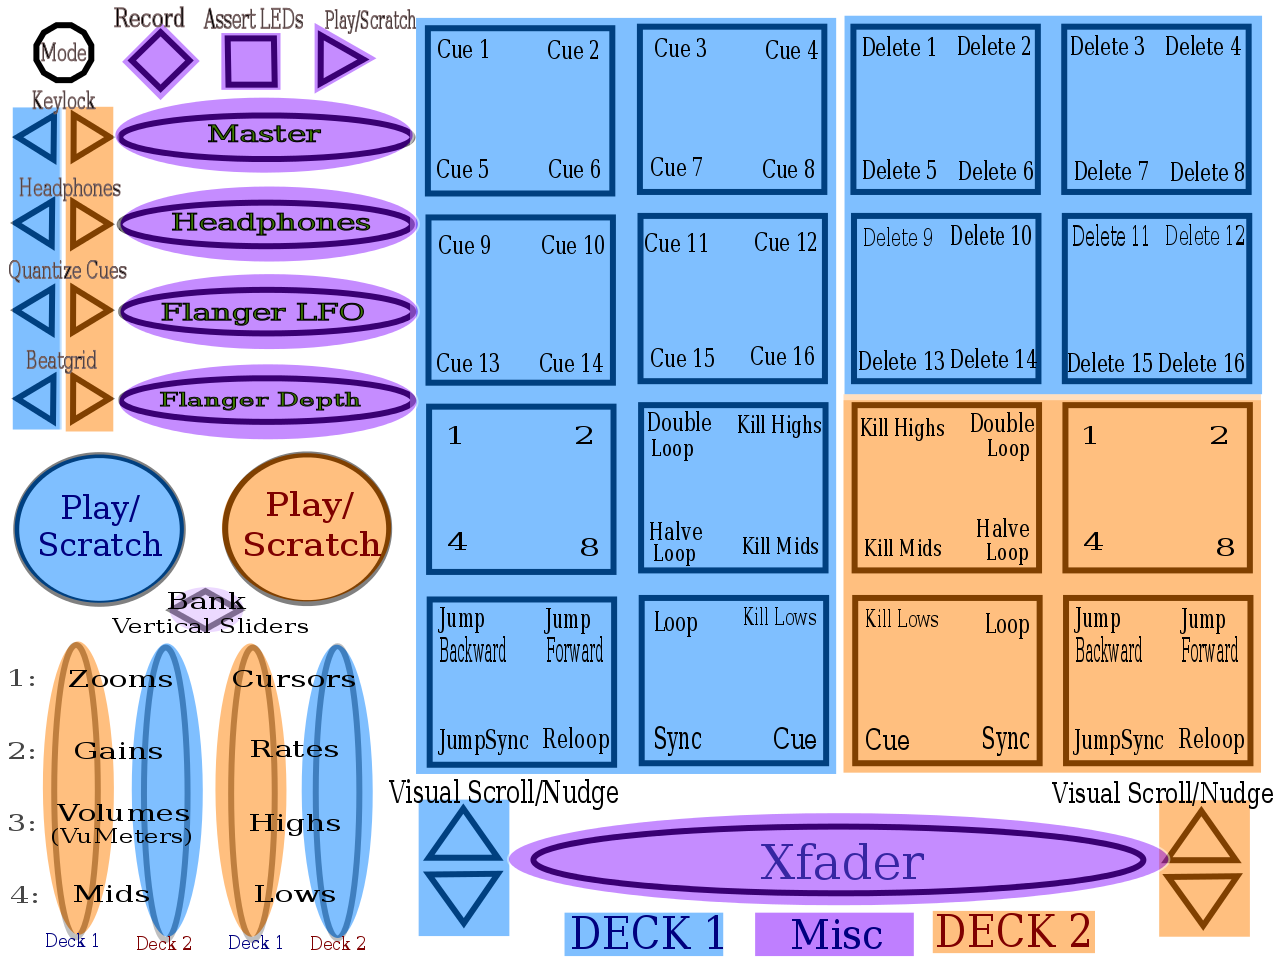 Record
Assert LEDs
Play/Scratch
Mode
Keylock
Master
Headphones
Headphones
Quantize Cues
Flanger LFO
Beatgrid
Flanger Depth
Play/
Scratch
Play/
Scratch
Bank
Vertical Sliders
1: Zooms Cursors
2: Gains Rates
3: Volumes Highs
(VuMeters)
4: Mids Lows
Deck 1 Deck 2 Deck 1 Deck 2
Cue 1 Cue 2 Cue 3 Cue 4
Cue 5 Cue 6 Cue 7 Cue 8
Cue 9 Cue 10 Cue 11 Cue 12
Cue 13 Cue 14 Cue 15 Cue 16
Delete 1 Delete 2 Delete 3 Delete 4
Delete 5 Delete 6 Delete 7 Delete 8
Delete 9 Delete 10 Delete 11 Delete 12
Delete 13 Delete 14 Delete 15 Delete 16
1 2
4 8
Double
Loop
Kill Highs
Halve
Loop
Kill Mids
Kill Highs
Double
Loop
Kill Mids
Halve
Loop
1 2
4 8
Jump
Backward
Jump
Forward
JumpSync Reloop
Loop Kill Lows
Sync Cue
Kill Lows Loop
Cue Sync
Jump
Backward
Jump
Forward
JumpSync Reloop
Visual Scroll/Nudge
Visual Scroll/Nudge
Xfader
DECK 1
Misc
DECK 2